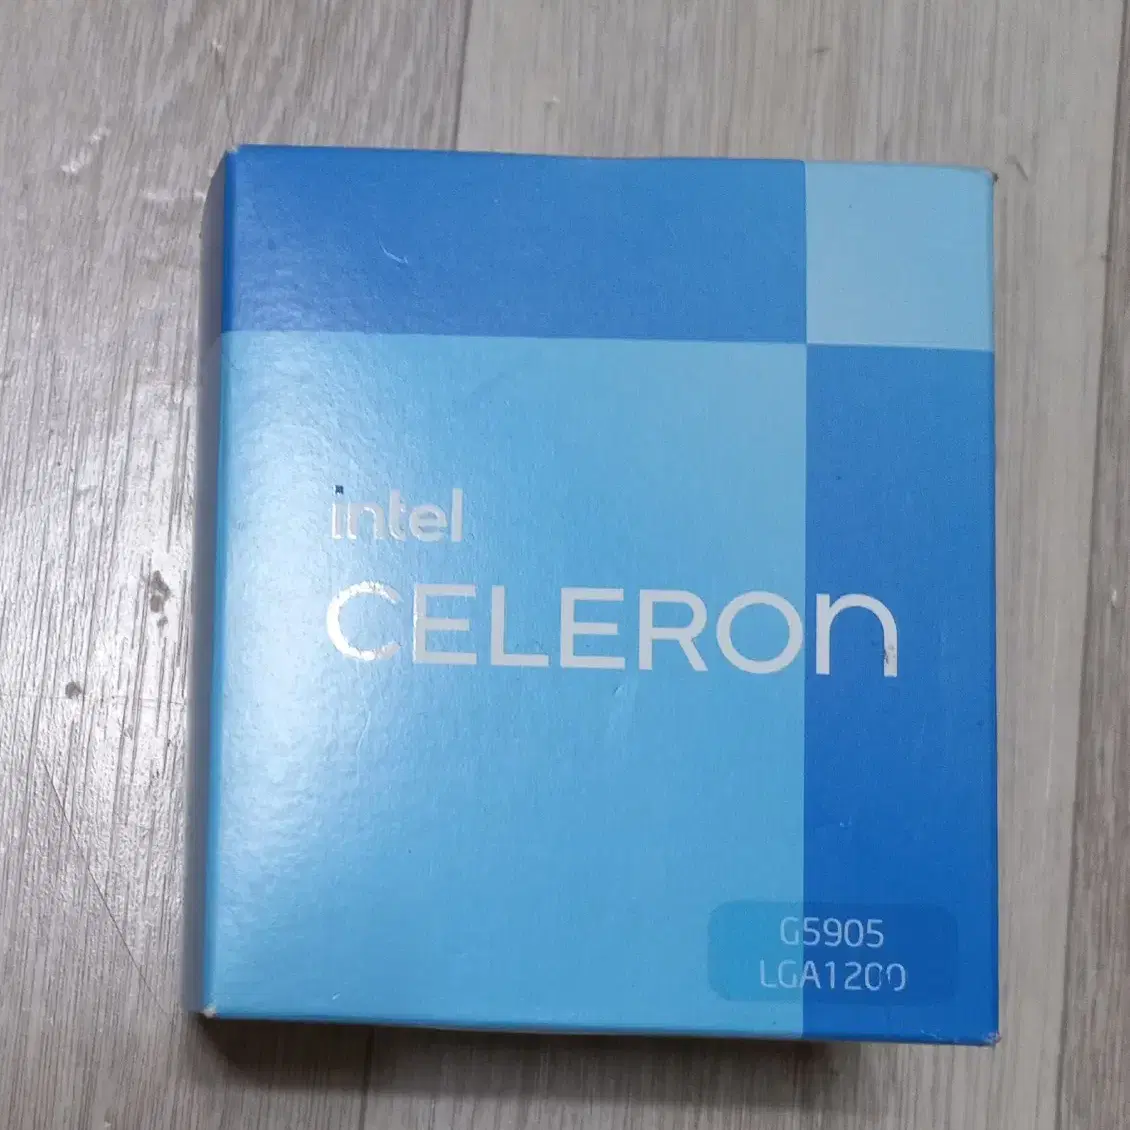 intel
CELERON
G5905
LGA1200